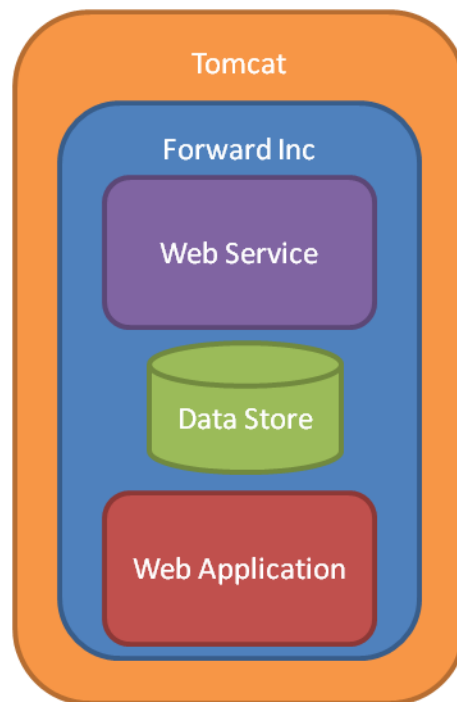 Tomcat
Forward Inc
Web Service
Data Store
Web Application